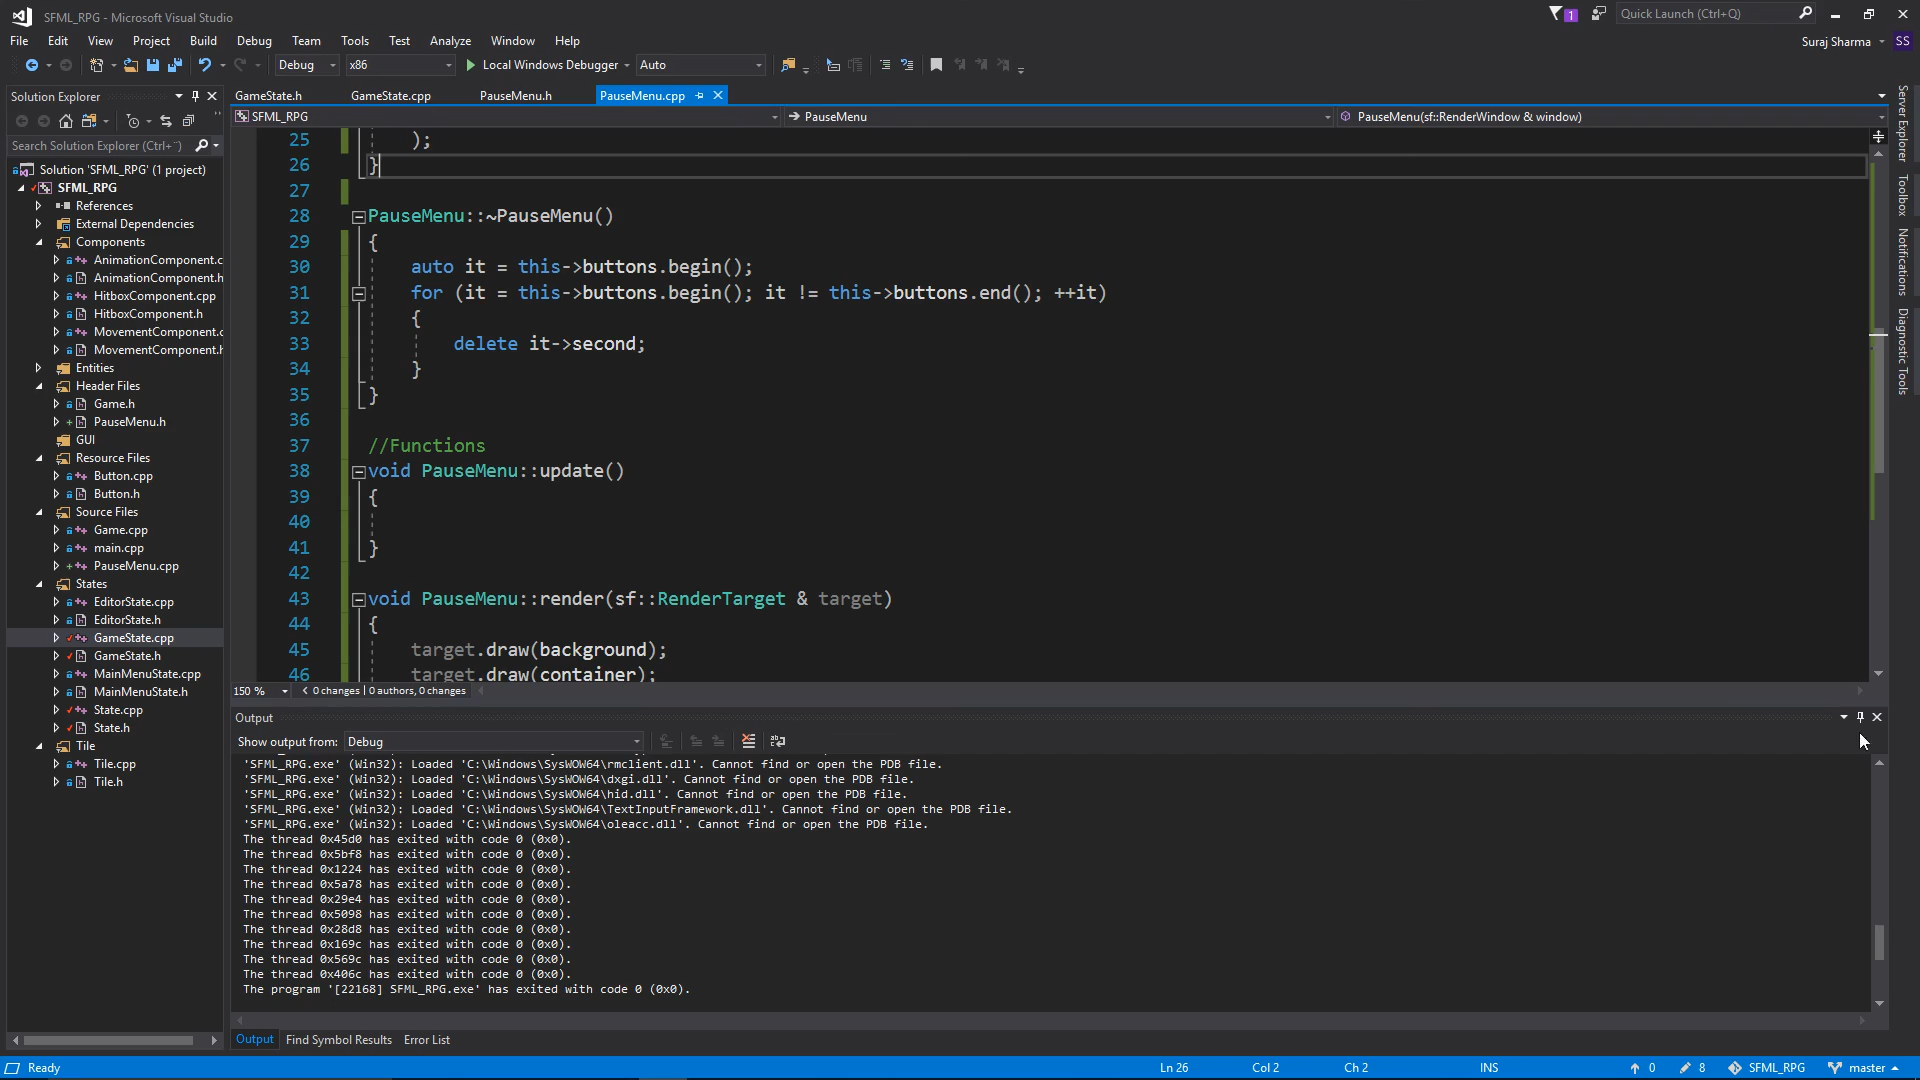 SFML_RPG - Microsoft Visual Studio
1
Quick Launch (Ctrl+Q)
File Edit View Project Build Debug Team Tools Test Analyze Window Help
Suraj Sharma SS
Debug x86 Local Windows Debugger Auto
Solution Explorer
GameState.h GameState.cpp PauseMenu.h PauseMenu.cpp
SFML_RPG PauseMenu PauseMenu(sf::RenderWindow & window)
Search Solution Explorer (Ctrl+¨)
Solution 'SFML_RPG' (1 project)
SFML_RPG
References
External Dependencies
Components
AnimationComponent.c
AnimationComponent.h
HitboxComponent.cpp
HitboxComponent.h
MovementComponent.c
MovementComponent.h
Entities
Header Files
Game.h
PauseMenu.h
GUI
Resource Files
Button.cpp
Button.h
Source Files
Game.cpp
main.cpp
PauseMenu.cpp
States
EditorState.cpp
EditorState.h
GameState.cpp
GameState.h
MainMenuState.cpp
MainMenuState.h
State.cpp
State.h
Tile
Tile.cpp
Tile.h
25 );
26 }
27
28 PauseMenu::~PauseMenu()
29 {
30 auto it = this->buttons.begin();
31 for (it = this->buttons.begin(); it != this->buttons.end(); ++it)
32 {
33 delete it->second;
34 }
35 }
36
37 //Functions
38 void PauseMenu::update()
39 {
40
41 }
42
43 void PauseMenu::render(sf::RenderTarget & target)
44 {
45 target.draw(background);
46 target.draw(container);
150 % 0 changes | 0 authors, 0 changes
Output
Show output from: Debug
'SFML_RPG.exe' (Win32): Loaded 'C:\Windows\SysWOW64\rmclient.dll'. Cannot find or open the PDB file.
'SFML_RPG.exe' (Win32): Loaded 'C:\Windows\SysWOW64\dxgi.dll'. Cannot find or open the PDB file.
'SFML_RPG.exe' (Win32): Loaded 'C:\Windows\SysWOW64\hid.dll'. Cannot find or open the PDB file.
'SFML_RPG.exe' (Win32): Loaded 'C:\Windows\SysWOW64\TextInputFramework.dll'. Cannot find or open the PDB file.
'SFML_RPG.exe' (Win32): Loaded 'C:\Windows\SysWOW64\oleacc.dll'. Cannot find or open the PDB file.
The thread 0x45d0 has exited with code 0 (0x0).
The thread 0x5bf8 has exited with code 0 (0x0).
The thread 0x1224 has exited with code 0 (0x0).
The thread 0x5a78 has exited with code 0 (0x0).
The thread 0x29e4 has exited with code 0 (0x0).
The thread 0x5098 has exited with code 0 (0x0).
The thread 0x28d8 has exited with code 0 (0x0).
The thread 0x169c has exited with code 0 (0x0).
The thread 0x569c has exited with code 0 (0x0).
The thread 0x406c has exited with code 0 (0x0).
The program '[22168] SFML_RPG.exe' has exited with code 0 (0x0).
Output Find Symbol Results Error List
Server Explorer
Toolbox
Notifications
Diagnostic Tools
Ready Ln 26 Col 2 Ch 2 INS 0 8 SFML_RPG master